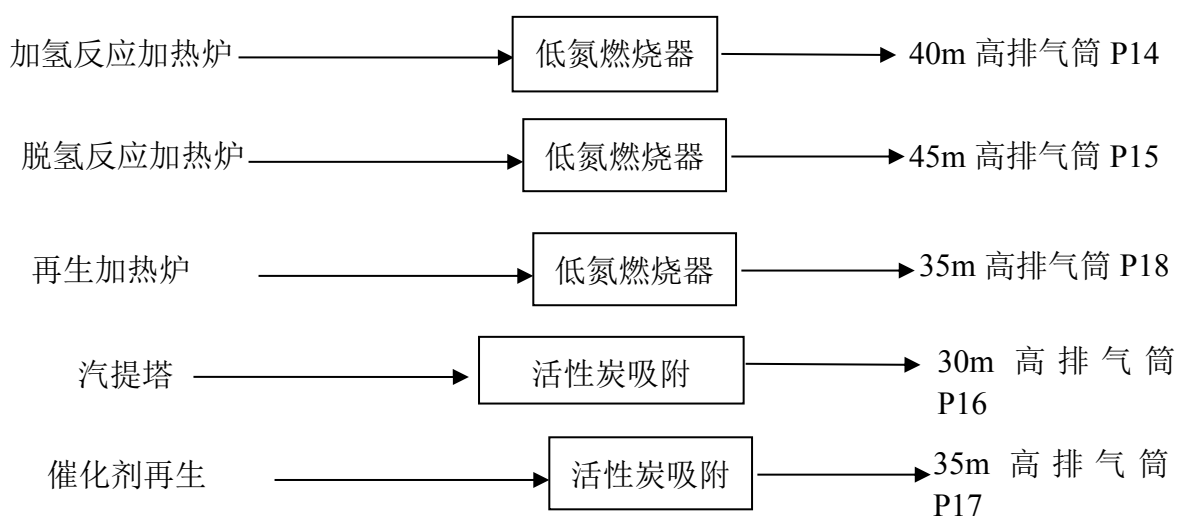 加氢反应加热炉 低氮燃烧器 40m 高排气筒 P14
脱氢反应加热炉 低氮燃烧器 45m 高排气筒 P15
再生加热炉 低氮燃烧器 35m 高排气筒 P18
汽提塔 活性炭吸附 30m 高排气筒
P16
催化剂再生 活性炭吸附 35m 高排气筒
P17